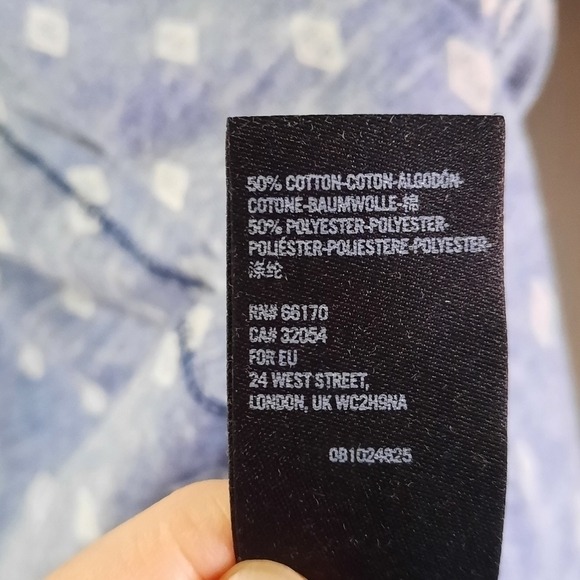 50% COTTON-COTON-ALGODÓN-
COTONE-BAUMWOLLE-棉
50% POLYESTER-POLYESTER-
POLIÉSTER-POLIESTERE-POLYESTER-
涤纶
RN# 66170
CA# 32054
FOR EU
24 WEST STREET,
LONDON, UK WC2H9NA
081024825